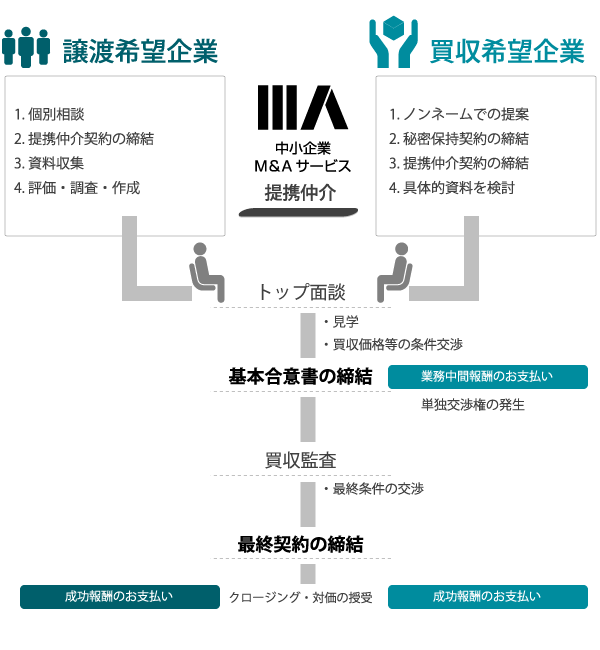 譲渡希望企業
買収希望企業
1. 個別相談
2. 提携仲介契約の締結
3. 資料収集
4. 評価・調査・作成
中小企業
M&Aサービス
提携仲介
1. ノンネームでの提案
2. 秘密保持契約の締結
3. 提携仲介契約の締結
4. 具体的資料を検討
トップ面談
・見学
・買収価格等の条件交渉
基本合意書の締結
業務中間報酬のお支払い
単独交渉権の発生
買収監査
・最終条件の交渉
最終契約の締結
成功報酬のお支払い
クロージング・対価の授受
成功報酬のお支払い